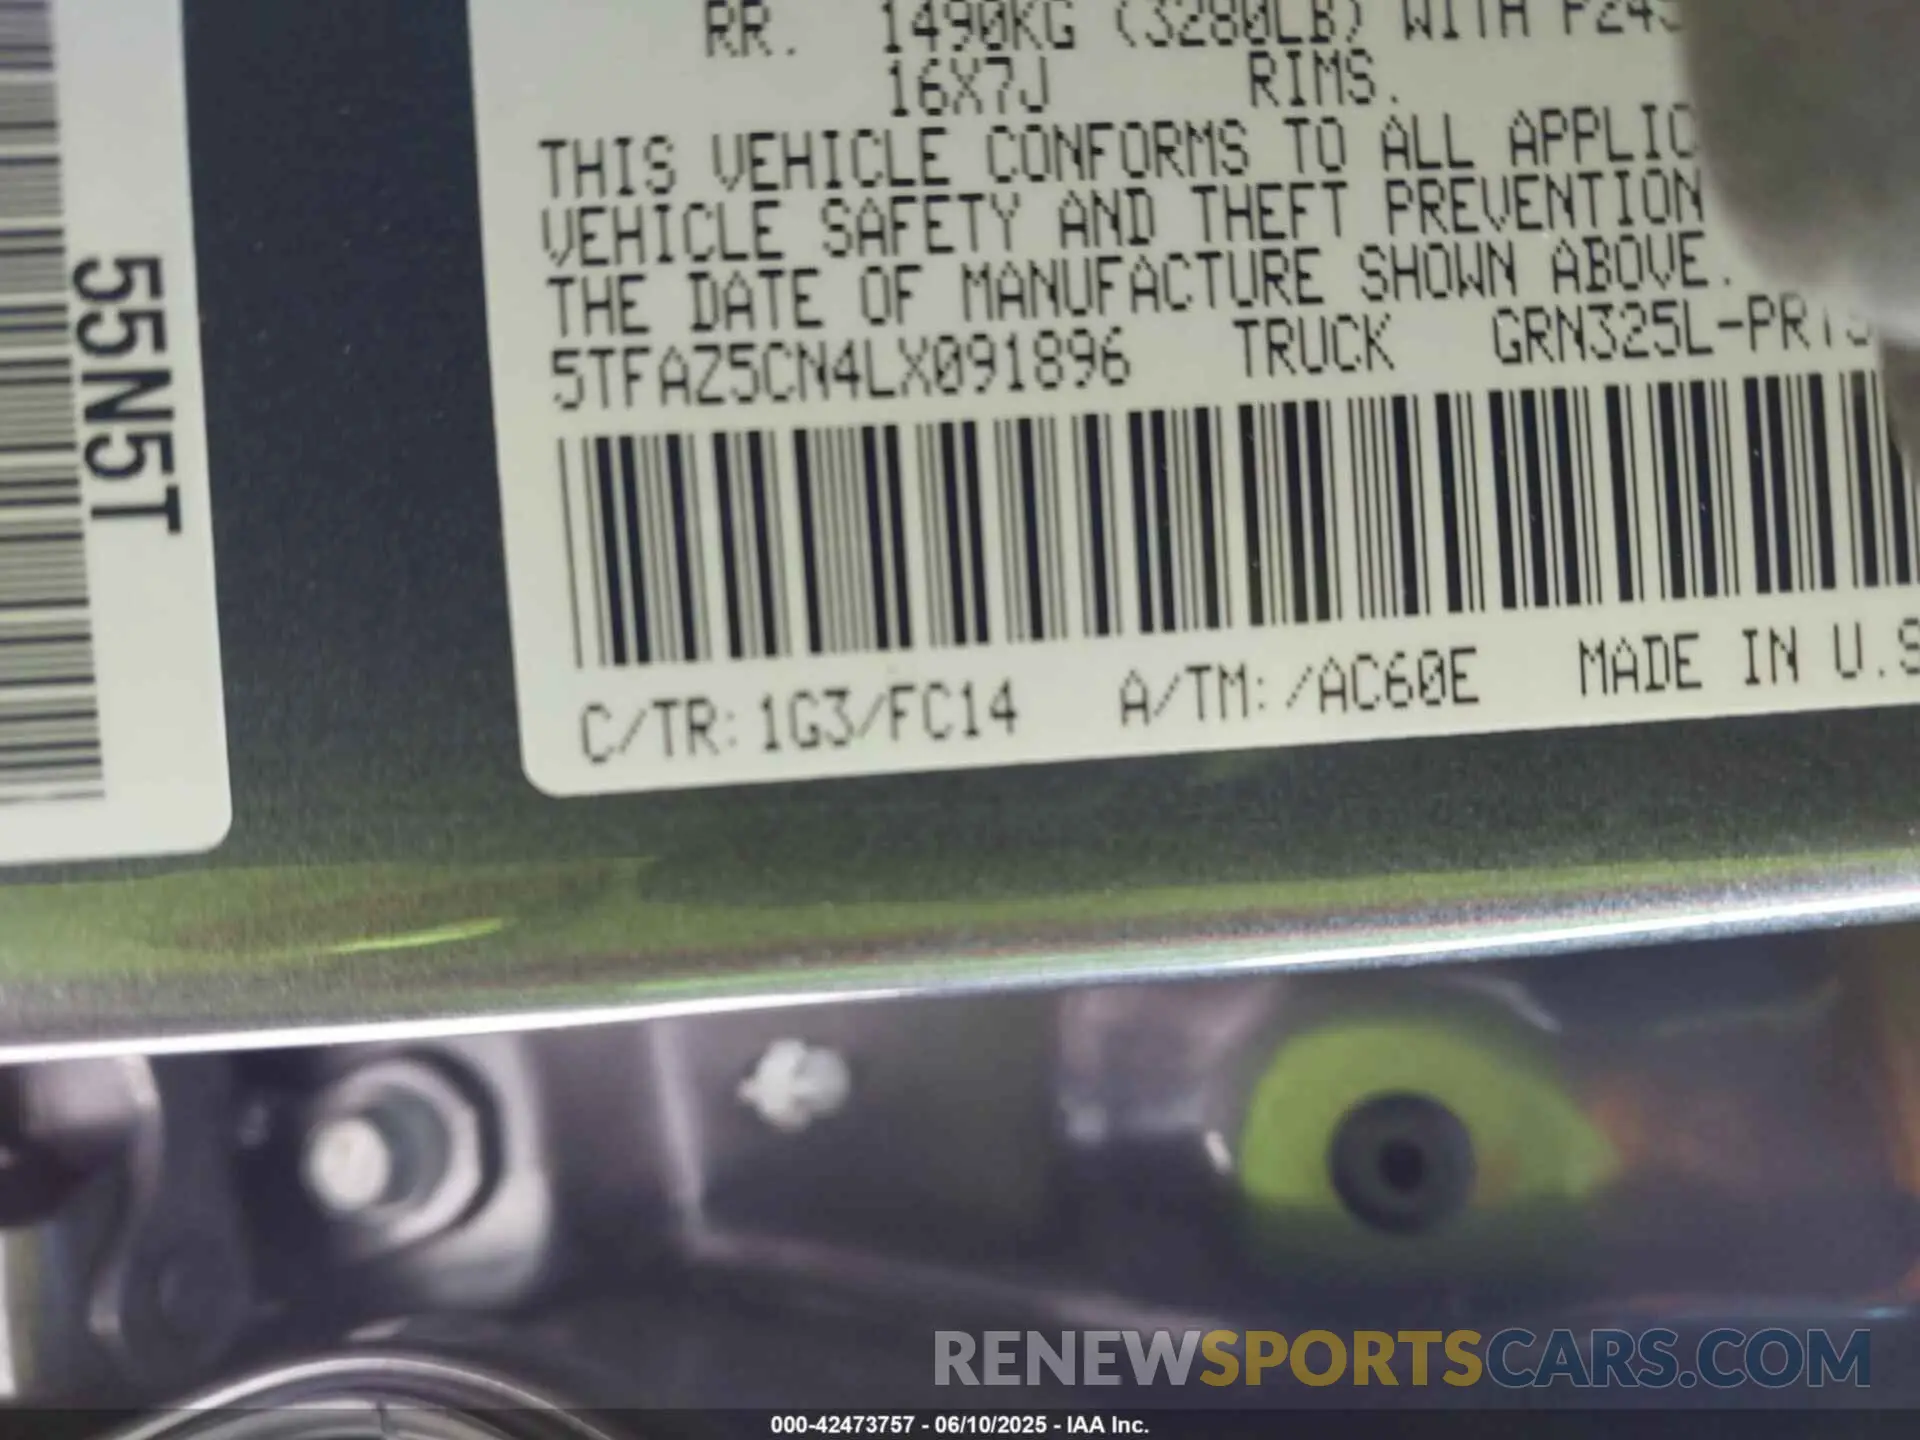 RR. 1490KG (3280LB) WITH P245
16X7J RIMS.
THIS VEHICLE CONFORMS TO ALL APPLIC
VEHICLE SAFETY AND THEFT PREVENTION
THE DATE OF MANUFACTURE SHOWN ABOVE.
5TFAZ5CN4LX091896 TRUCK GRN325L-PRTS
C/TR: 1G3/FC14 A/TM: /AC60E MADE IN U.S
55N5T
RENEWSPORTSCARS.COM
000-42473757 - 06/10/2025 - IAA Inc.